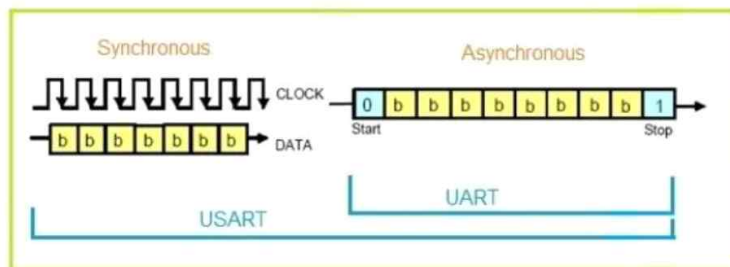 Synchronous
Asynchronous
CLOCK
0 b b b b b b b b 1
Start
Stop
b b b b b b b
DATA
UART
USART